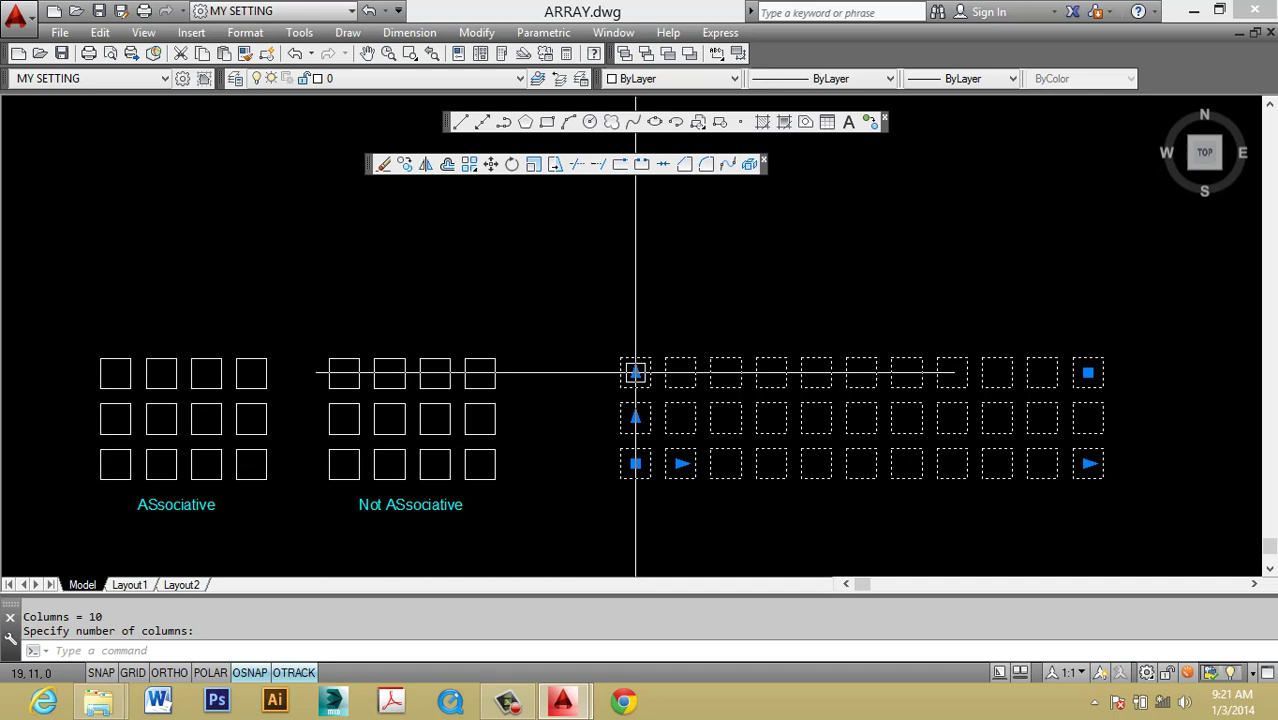 MY SETTING
ARRAY.dwg
Type a keyword or phrase
Sign In
File Edit View Insert Format Tools Draw Dimension Modify Parametric Window Help Express
MY SETTING
0
ByLayer
ByLayer
ByLayer
ByColor
N
W TOP E
S
ASsociative
Not ASsociative
Model Layout1 Layout2
Columns = 10
Specify number of columns:
Type a command
19, 11, 0
SNAP GRID ORTHO POLAR OSNAP OTRACK
1:1
W Ps Ai
9:21 AM
1/3/2014